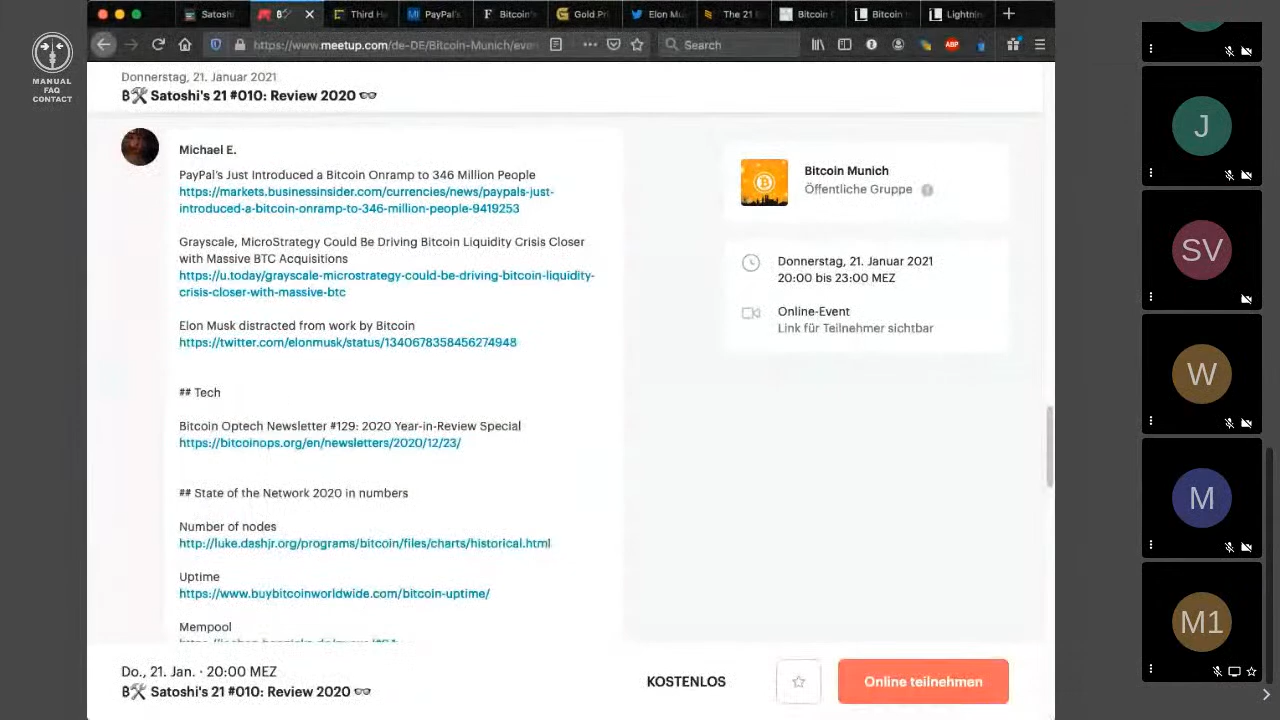 MANUAL
FAQ
CONTACT
Satoshi
Third H
PayPal's
Bitcoin'
Gold Pri
Elon Mu
The 21
Bitcoin
Bitcoin
Lightnin
https://www.meetup.com/de-DE/Bitcoin-Munich/eve
Search
ABP
Donnerstag, 21. Januar 2021
B🛠 Satoshi's 21 #010: Review 2020 👓
Michael E.
PayPal's Just Introduced a Bitcoin Onramp to 346 Million People
https://markets.businessinsider.com/currencies/news/paypals-just-
introduced-a-bitcoin-onramp-to-346-million-people-9419253
Grayscale, MicroStrategy Could Be Driving Bitcoin Liquidity Crisis Closer
with Massive BTC Acquisitions
https://u.today/grayscale-microstrategy-could-be-driving-bitcoin-liquidity-
crisis-closer-with-massive-btc
Elon Musk distracted from work by Bitcoin
https://twitter.com/elonmusk/status/1340678358456274948
## Tech
Bitcoin Optech Newsletter #129: 2020 Year-in-Review Special
https://bitcoinops.org/en/newsletters/2020/12/23/
## State of the Network 2020 in numbers
Number of nodes
http://luke.dashjr.org/programs/bitcoin/files/charts/historical.html
Uptime
https://www.buybitcoinworldwide.com/bitcoin-uptime/
Mempool
Bitcoin Munich
Öffentliche Gruppe
Donnerstag, 21. Januar 2021
20:00 bis 23:00 MEZ
Online-Event
Link für Teilnehmer sichtbar
Do., 21. Jan. · 20:00 MEZ
B🛠 Satoshi's 21 #010: Review 2020 👓
KOSTENLOS
Online teilnehmen
J
SV
W
M
M1